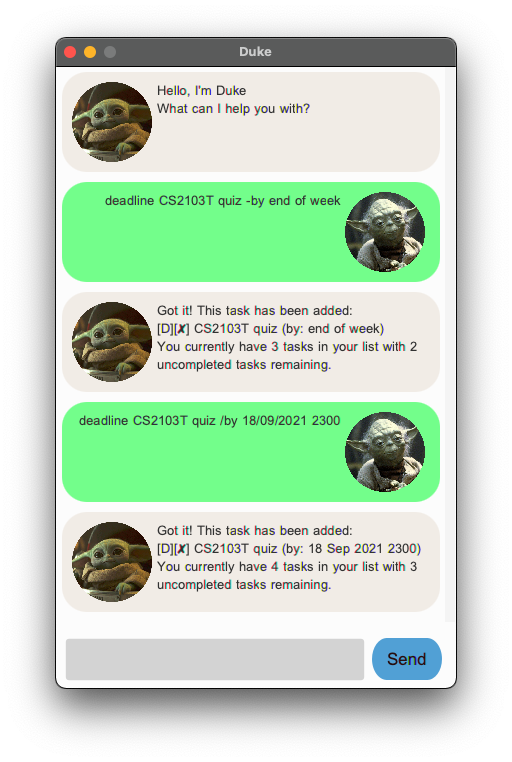 Duke
Hello, I'm Duke
What can I help you with?
deadline CS2103T quiz -by end of week
Got it! This task has been added:
[D][✘] CS2103T quiz (by: end of week)
You currently have 3 tasks in your list with 2
uncompleted tasks remaining.
deadline CS2103T quiz /by 18/09/2021 2300
Got it! This task has been added:
[D][✘] CS2103T quiz (by: 18 Sep 2021 2300)
You currently have 4 tasks in your list with 3
uncompleted tasks remaining.
Send